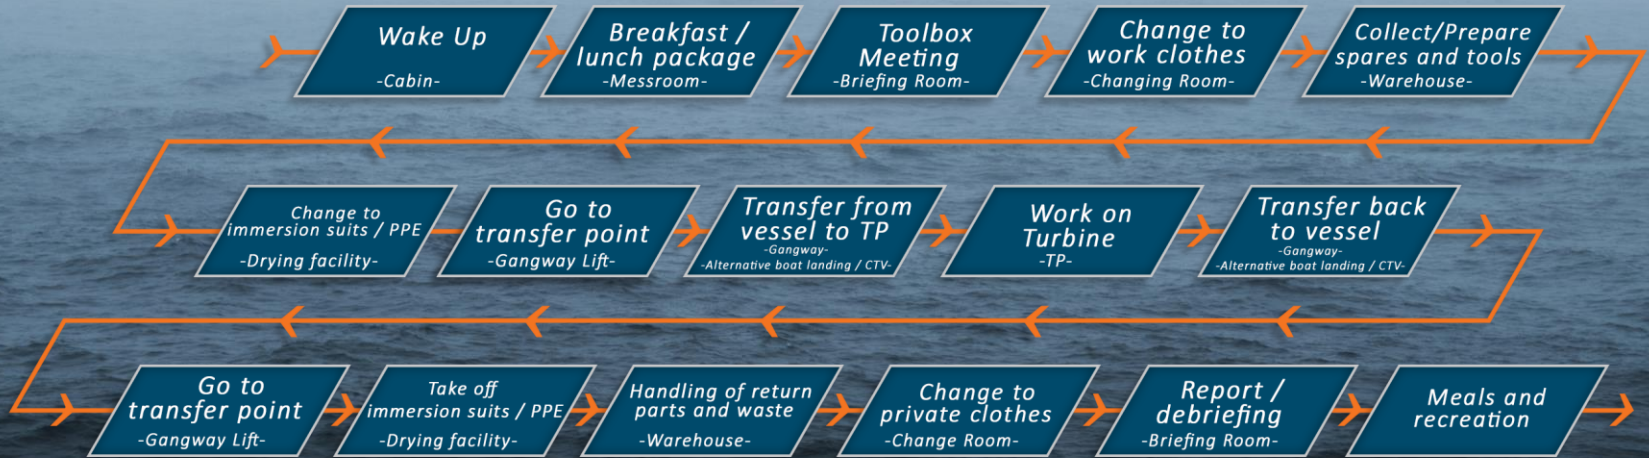 Wake Up
-Cabin-
Breakfast /
lunch package
-Messroom-
Toolbox
Meeting
-Briefing Room-
Change to
work clothes
-Changing Room-
Collect/Prepare
spares and tools
-Warehouse-
Change to
immersion suits / PPE
-Drying facility-
Go to
transfer point
-Gangway Lift-
Transfer from
vessel to TP
-Gangway-
-Alternative boat landing / CTV-
Work on
Turbine
-TP-
Transfer back
to vessel
-Gangway-
-Alternative boat landing / CTV-
Go to
transfer point
-Gangway Lift-
Take off
immersion suits / PPE
-Drying facility-
Handling of return
parts and waste
-Warehouse-
Change to
private clothes
-Change Room-
Report /
debriefing
-Briefing Room-
Meals and
recreation